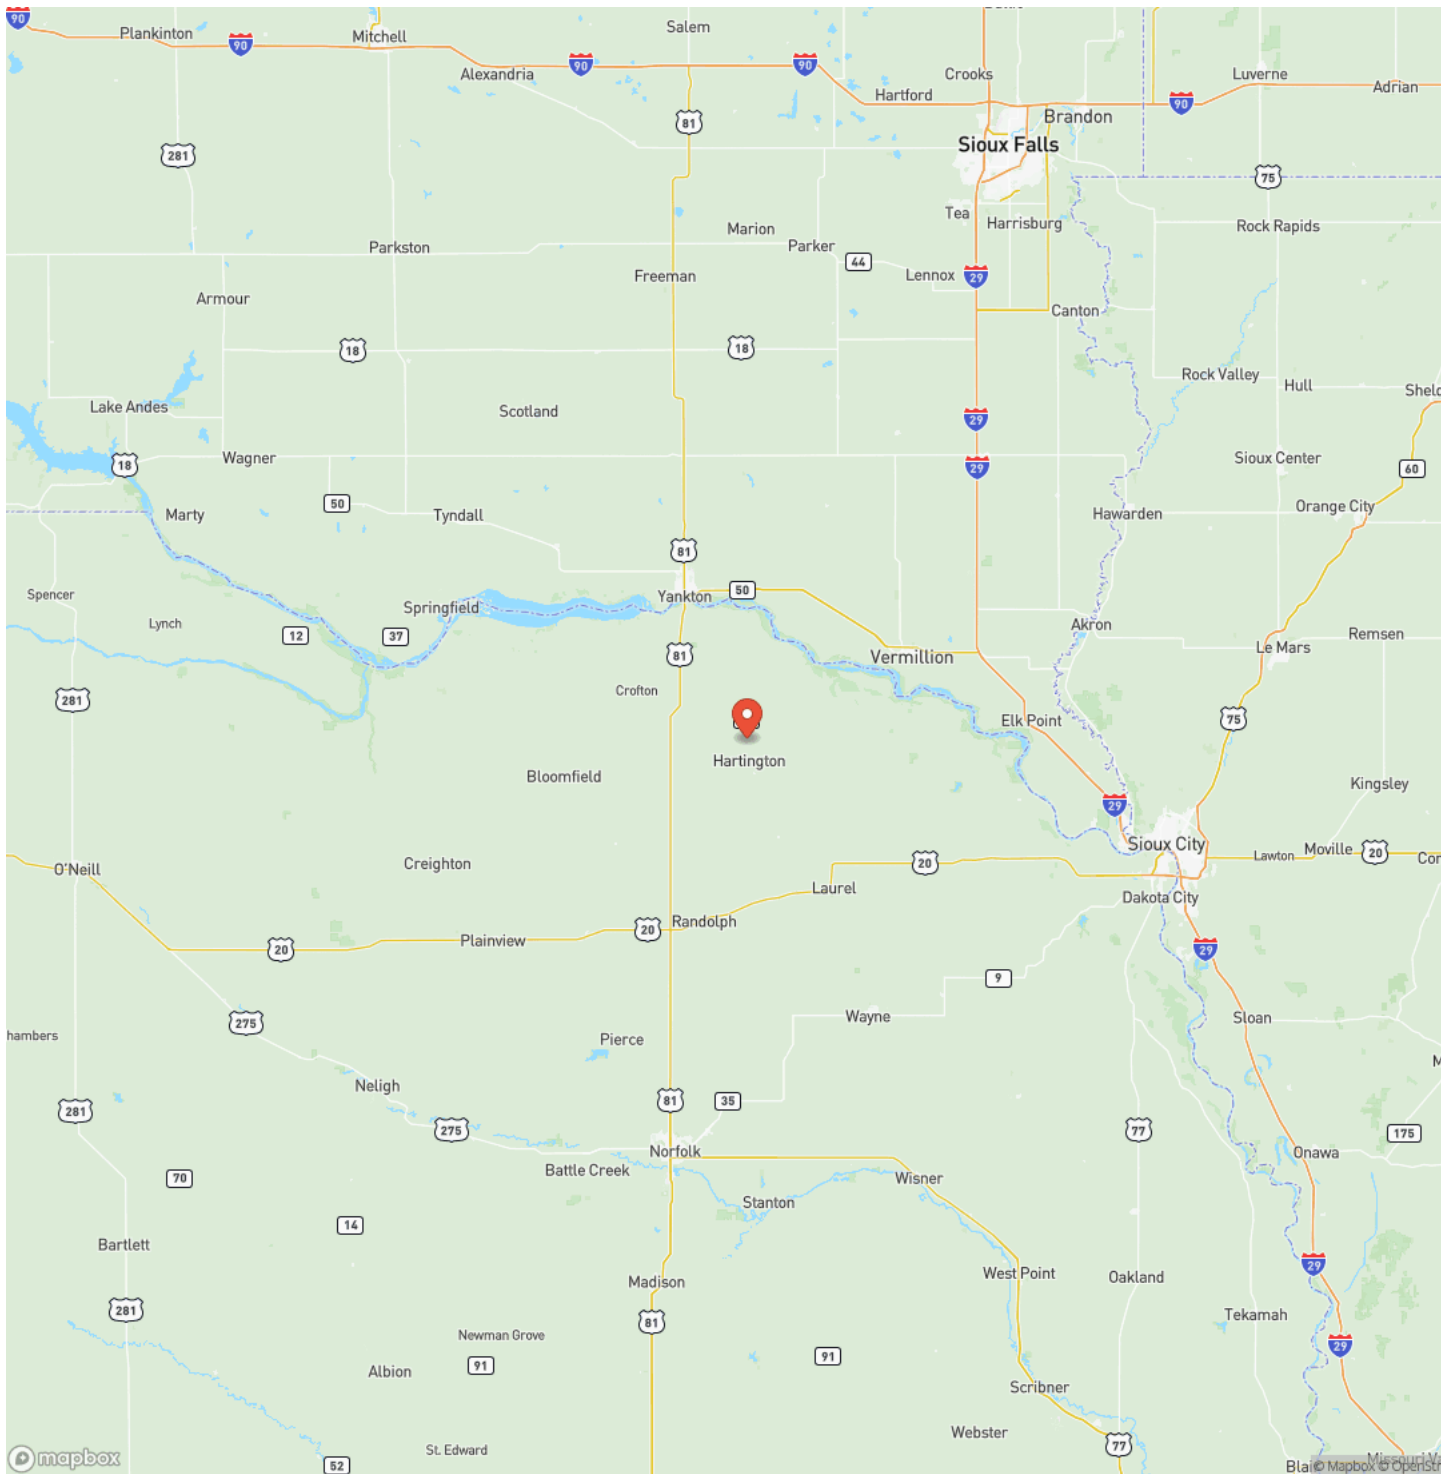 90
Plankinton
90
Mitchell
Salem
90
Alexandria
90
Crooks
Luverne
Adrian
Hartford
90
Brandon
81
Sioux Falls
281
75
Tea
Harrisburg
Rock Rapids
Marion
Parker
Parkston
44
Freeman
Lennox
29
Armour
Canton
18
18
Rock Valley
Hull
Lake Andes
Scotland
29
18
Wagner
29
Sioux Center
60
50
Marty
Tyndall
Hawarden
Orange City
81
Spencer
Springfield
Yankton
50
Lynch
12
37
Akron
Remsen
Le Mars
81
Vermillion
281
Crofton
Elk Point
75
Hartington
Bloomfield
Kingsley
29
Sioux City
O'Neill
Creighton
20
Lawton
Moville
20
Laurel
Dakota City
Randolph
20
Plainview
20
29
9
275
Wayne
Sloan
Pierce
Neligh
281
81
35
275
77
175
Norfolk
Onawa
Battle Creek
70
Wisner
Stanton
14
Bartlett
29
West Point
Oakland
Madison
281
Tekamah
81
Newman Grove
29
Albion
91
91
Scribner
Webster
St. Edward
77
mapbox
52
© Mapbox